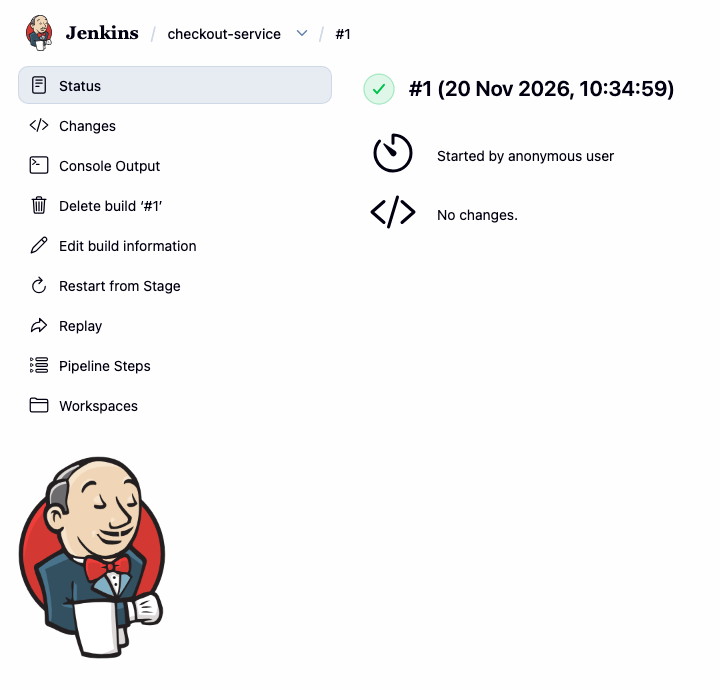 Jenkins / checkout-service / #1
Status
Changes
Console Output
Delete build ‘#1’
Edit build information
Restart from Stage
Replay
Pipeline Steps
Workspaces
#1 (20 Nov 2026, 10:34:59)
Started by anonymous user
No changes.